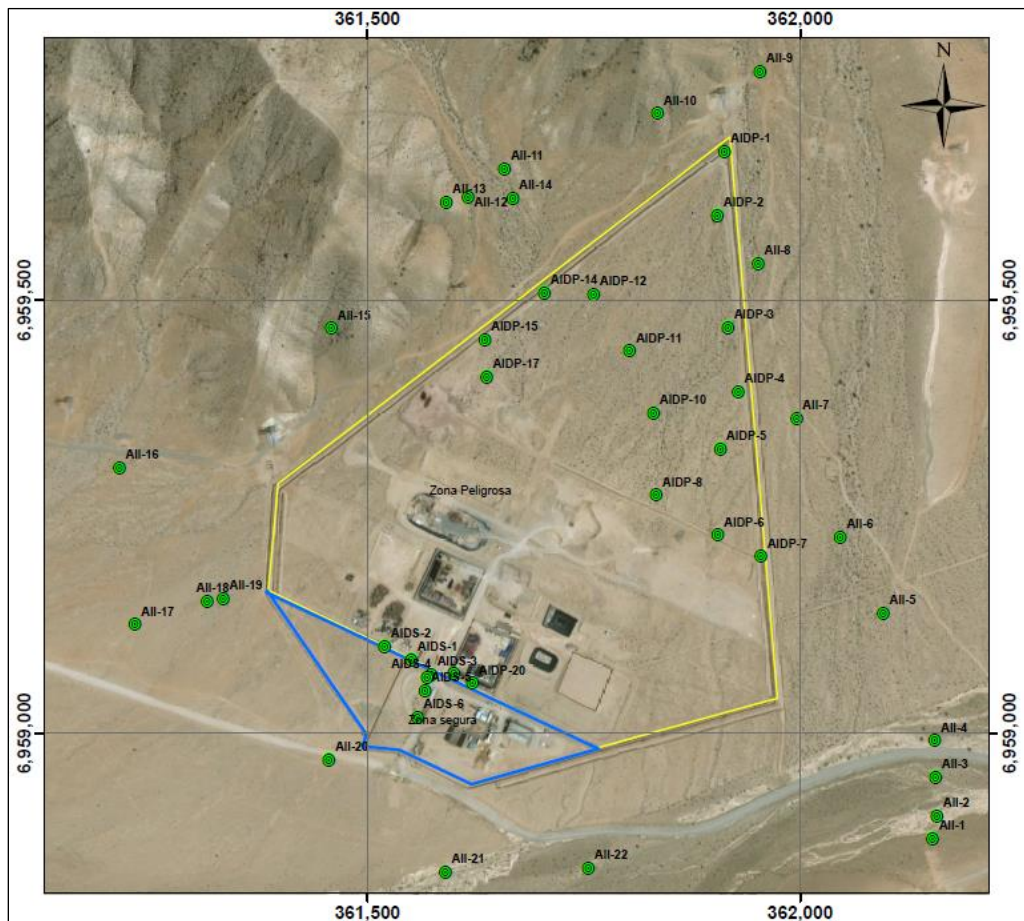 361,500
362,000
N
AII-9
AII-10
AIDP-1
AII-11
AII-13
AII-14
AII-12
AIDP-2
AII-8
6,959,500
6,959,500
AIDP-14
AIDP-12
AII-15
AIDP-3
AIDP-15
AIDP-11
AIDP-17
AIDP-4
AIDP-10
AII-7
AIDP-5
AII-16
Zona Peligrosa
AIDP-8
AIDP-6
AII-6
AIDP-7
AII-18
AII-19
AII-17
AII-5
AIDS-2
AIDS-1
AIDS-4
AIDS-3
AIDP-20
AIDS-5
AIDS-6
Zona segura
6,959,000
6,959,000
AII-4
AII-20
AII-3
AII-2
AII-1
AII-21
AII-22
361,500
362,000